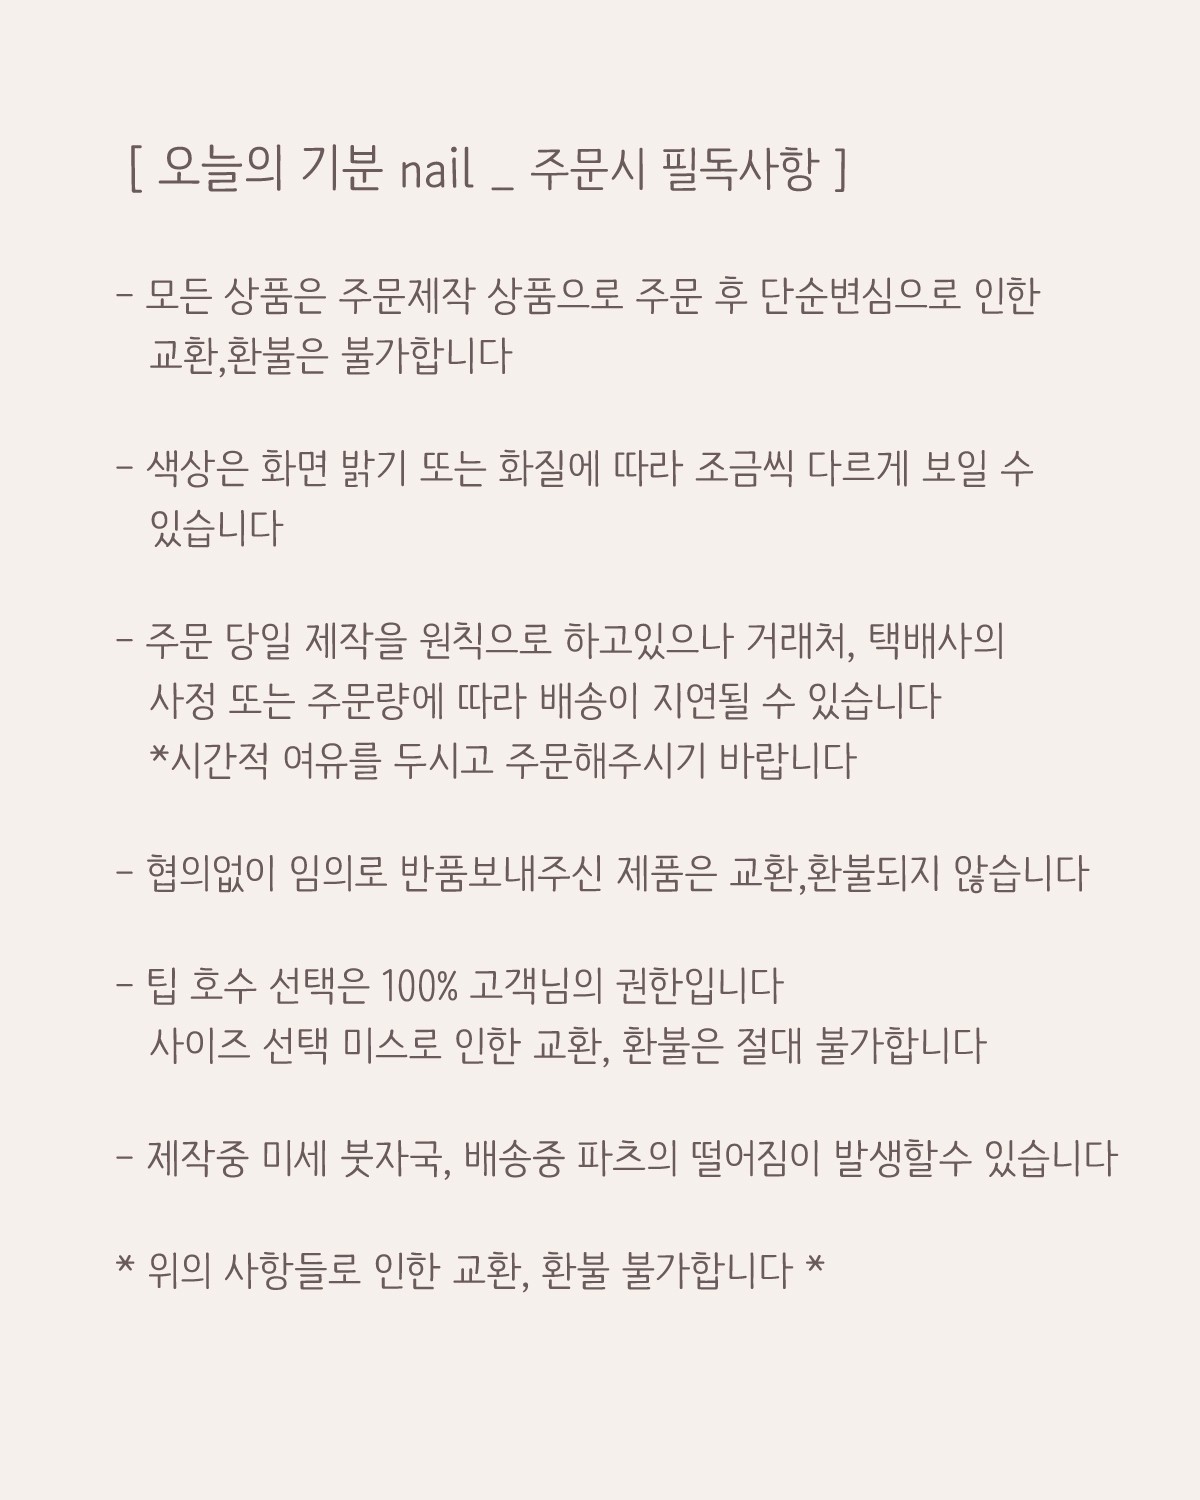 [ 오늘의 기분 nail _ 주문시 필독사항 ]
- 모든 상품은 주문제작 상품으로 주문 후 단순변심으로 인한
교환,환불은 불가합니다
- 색상은 화면 밝기 또는 화질에 따라 조금씩 다르게 보일 수
있습니다
- 주문 당일 제작을 원칙으로 하고있으나 거래처, 택배사의
사정 또는 주문량에 따라 배송이 지연될 수 있습니다
*시간적 여유를 두시고 주문해주시기 바랍니다
- 협의없이 임의로 반품보내주신 제품은 교환,환불되지 않습니다
- 팁 호수 선택은 100% 고객님의 권한입니다
사이즈 선택 미스로 인한 교환, 환불은 절대 불가합니다
- 제작중 미세 붓자국, 배송중 파츠의 떨어짐이 발생할수 있습니다
* 위의 사항들로 인한 교환, 환불 불가합니다 *